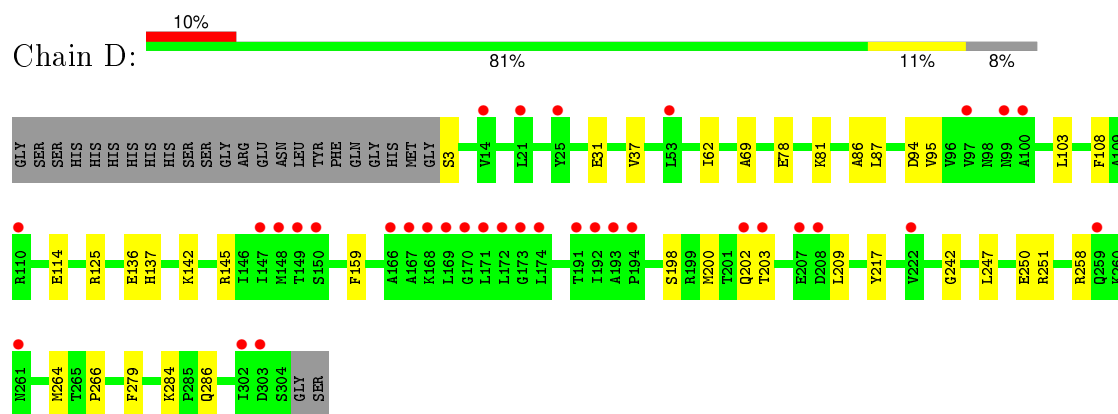 10%
Chain D:
81% 11% 8%
GLY SER SER HIS HIS HIS HIS HIS HIS SER SER GLY ARG GLU ASN LEU TYR PHE GLN GLY HIS MET GLY S3 V14 L21 Y25 E31 V37 L53 I62 A69 E78 K81 A86 L87 D94 V95 V96 V97 N98 N99 A100 L103 F108 A109
R110 E114 R125 E136 H137 K142 R145 I146 I147 M148 T149 S150 F159 A166 A167 K168 L169 G170 L171 L172 G173 L174 T191 I192 A193 P194 S198 R199 M200 T201 Q202 T203 E207 D208 L209 Y217 V222 G242 L247 E250 R251 R258 Q259 K260
N261 M264 T265 P266 F279 K284 P285 Q286 I302 D303 S304 GLY SER